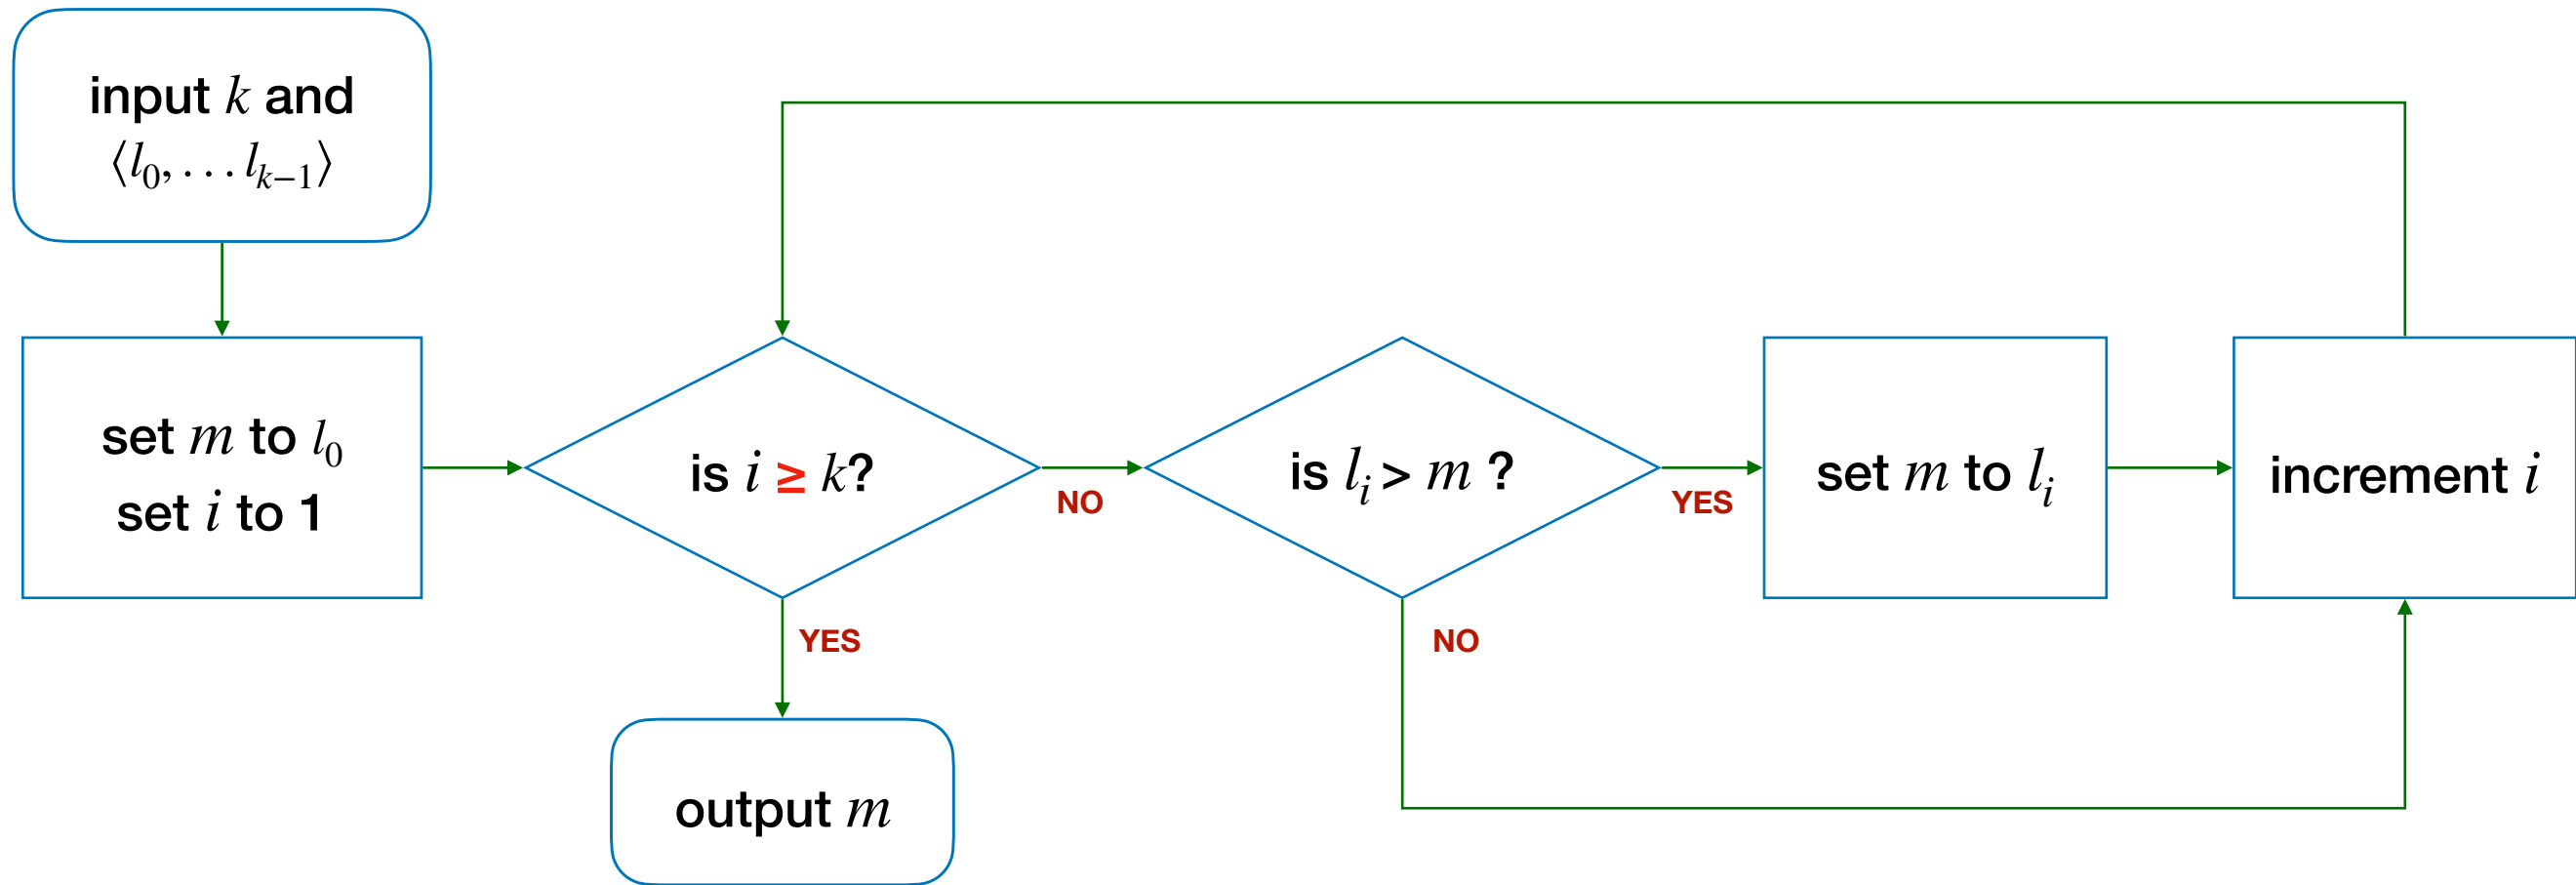 input k and
⟨l₀, … lₖ₋₁⟩
set m to l₀
set i to 1
is i ≥ k?
NO
is lᵢ > m ?
YES
set m to lᵢ
increment i
YES
NO
output m